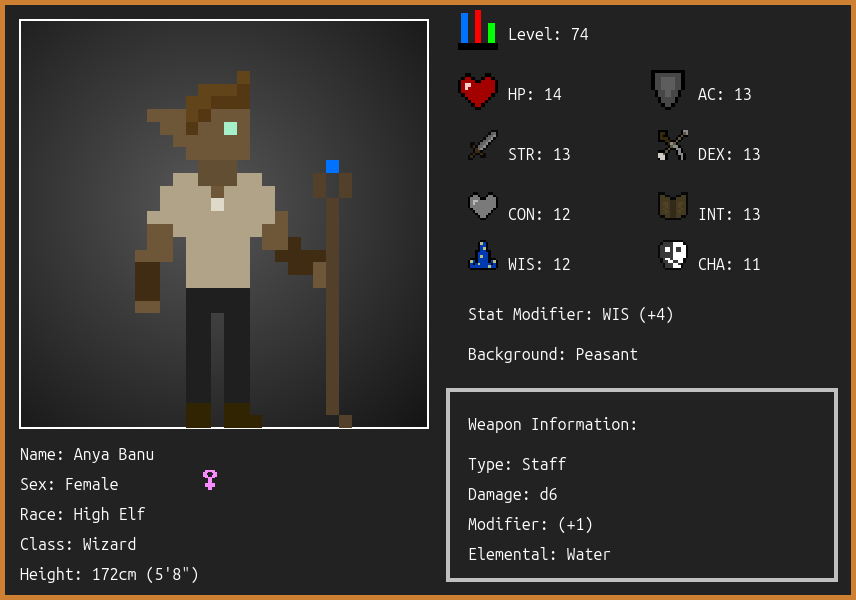 Level: 74
HP: 14
AC: 13
STR: 13
DEX: 13
CON: 12
INT: 13
WIS: 12
CHA: 11
Stat Modifier: WIS (+4)
Background: Peasant
Weapon Information:
Type: Staff
Damage: d6
Modifier: (+1)
Elemental: Water
Name: Anya Banu
Sex: Female
Race: High Elf
Class: Wizard
Height: 172cm (5'8")